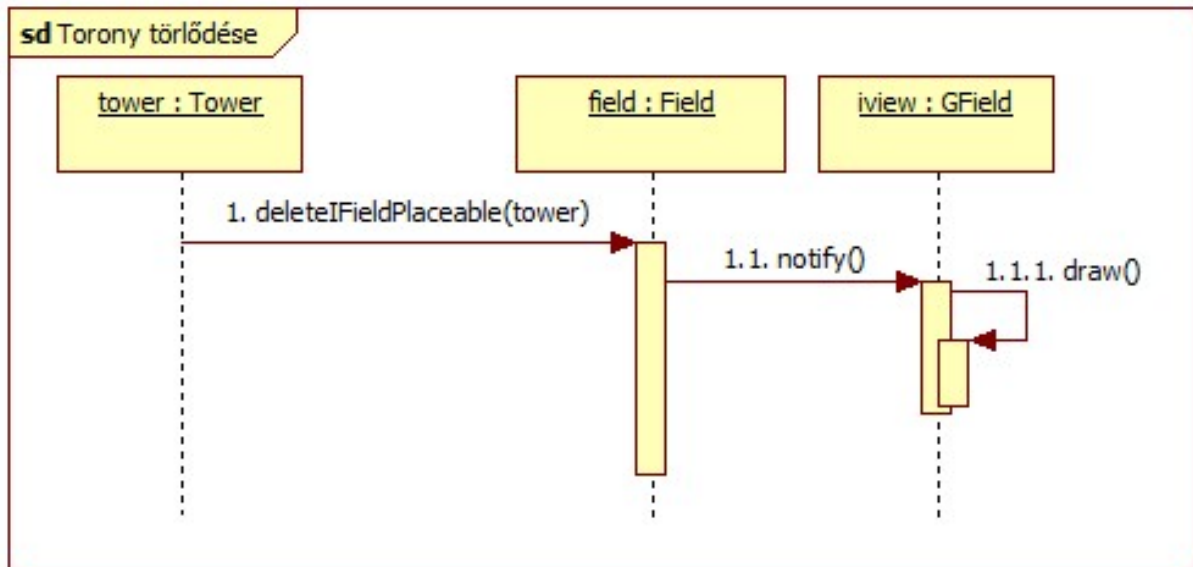 sd Torony törlődése
tower : Tower
field : Field
iview : GField
1. deleteIFieldPlaceable(tower)
1.1. notify()
1.1.1. draw()